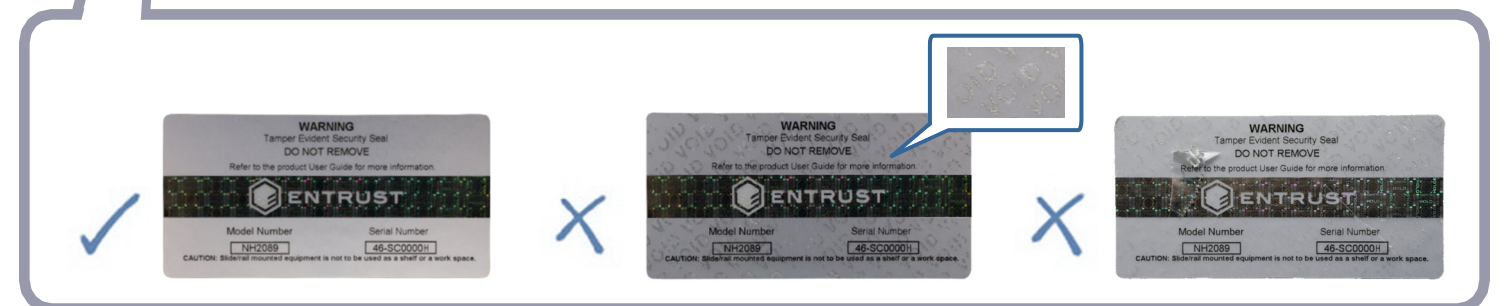 WARNING
Tamper Evident Security Seal
DO NOT REMOVE
Refer to the product User Guide for more information.
ENTRUST
Model Number Serial Number
NH2089 46-SC0000H
CAUTION: Slide/rail mounted equipment is not to be used as a shelf or a work space.
VOID VOID
WARNING
Tamper Evident Security Seal
DO NOT REMOVE
Refer to the product User Guide for more information.
ENTRUST
Model Number Serial Number
NH2089 46-SC0000H
CAUTION: Slide/rail mounted equipment is not to be used as a shelf or a work space.
VOID
WARNING
Tamper Evident Security Seal
DO NOT REMOVE
Refer to the product User Guide for more information.
ENTRUST
Model Number Serial Number
NH2089 46-SC0000H
CAUTION: Slide/rail mounted equipment is not to be used as a shelf or a work space.